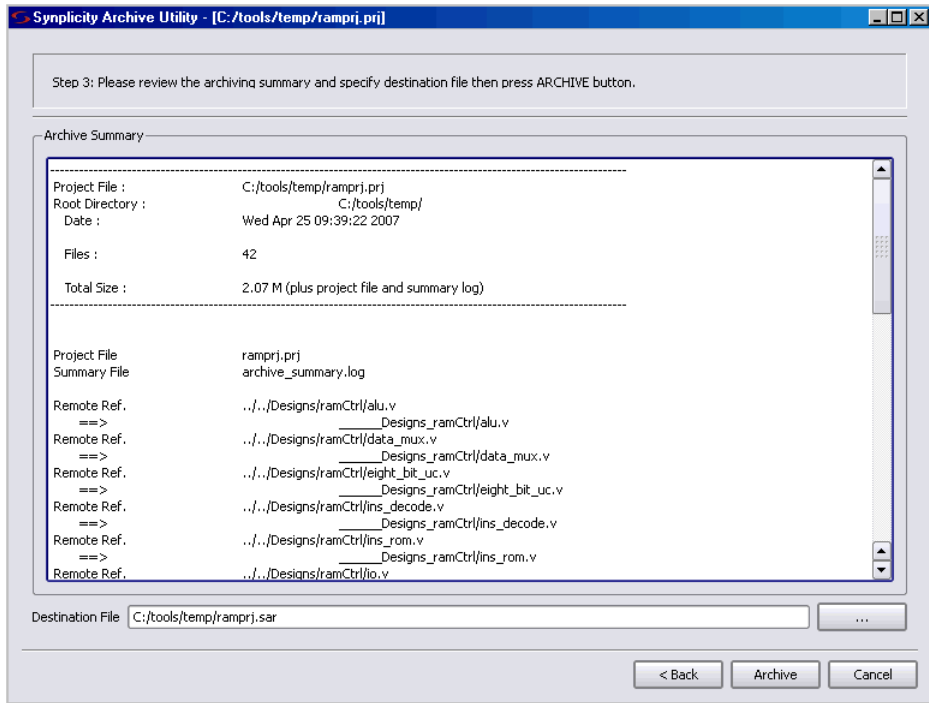 Synplicity Archive Utility - [C:/tools/temp/ramprj.prj]
Step 3: Please review the archiving summary and specify destination file then press ARCHIVE button.
Archive Summary
--------------------------------------------------------------------------------
Project File : C:/tools/temp/ramprj.prj
Root Directory : C:/tools/temp/
Date : Wed Apr 25 09:39:22 2007
Files : 42
Total Size : 2.07 M (plus project file and summary log)
--------------------------------------------------------------------------------
Project File ramprj.prj
Summary File archive_summary.log
Remote Ref. ../../Designs/ramCtrl/alu.v
==> ______Designs_ramCtrl/alu.v
Remote Ref. ../../Designs/ramCtrl/data_mux.v
==> ______Designs_ramCtrl/data_mux.v
Remote Ref. ../../Designs/ramCtrl/eight_bit_uc.v
==> ______Designs_ramCtrl/eight_bit_uc.v
Remote Ref. ../../Designs/ramCtrl/ins_decode.v
==> ______Designs_ramCtrl/ins_decode.v
Remote Ref. ../../Designs/ramCtrl/ins_rom.v
==> ______Designs_ramCtrl/ins_rom.v
Remote Ref. ../../Designs/ramCtrl/io.v
Destination File C:/tools/temp/ramprj.sar ...
< Back Archive Cancel